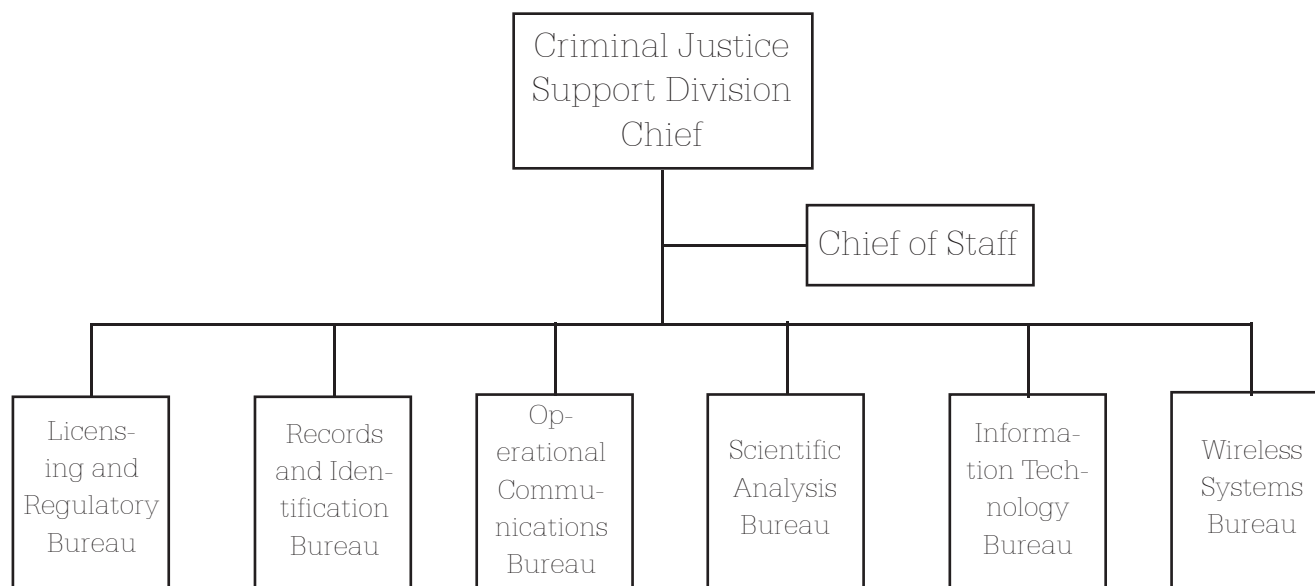 Criminal Justice
Support Division
Chief
Chief of Staff
Licens-
ing and
Regulatory
Bureau
Records
and Iden-
tification
Bureau
Op-
erational
Commu-
nications
Bureau
Scientific
Analysis
Bureau
Informa-
tion Tech-
nology
Bureau
Wireless
Systems
Bureau